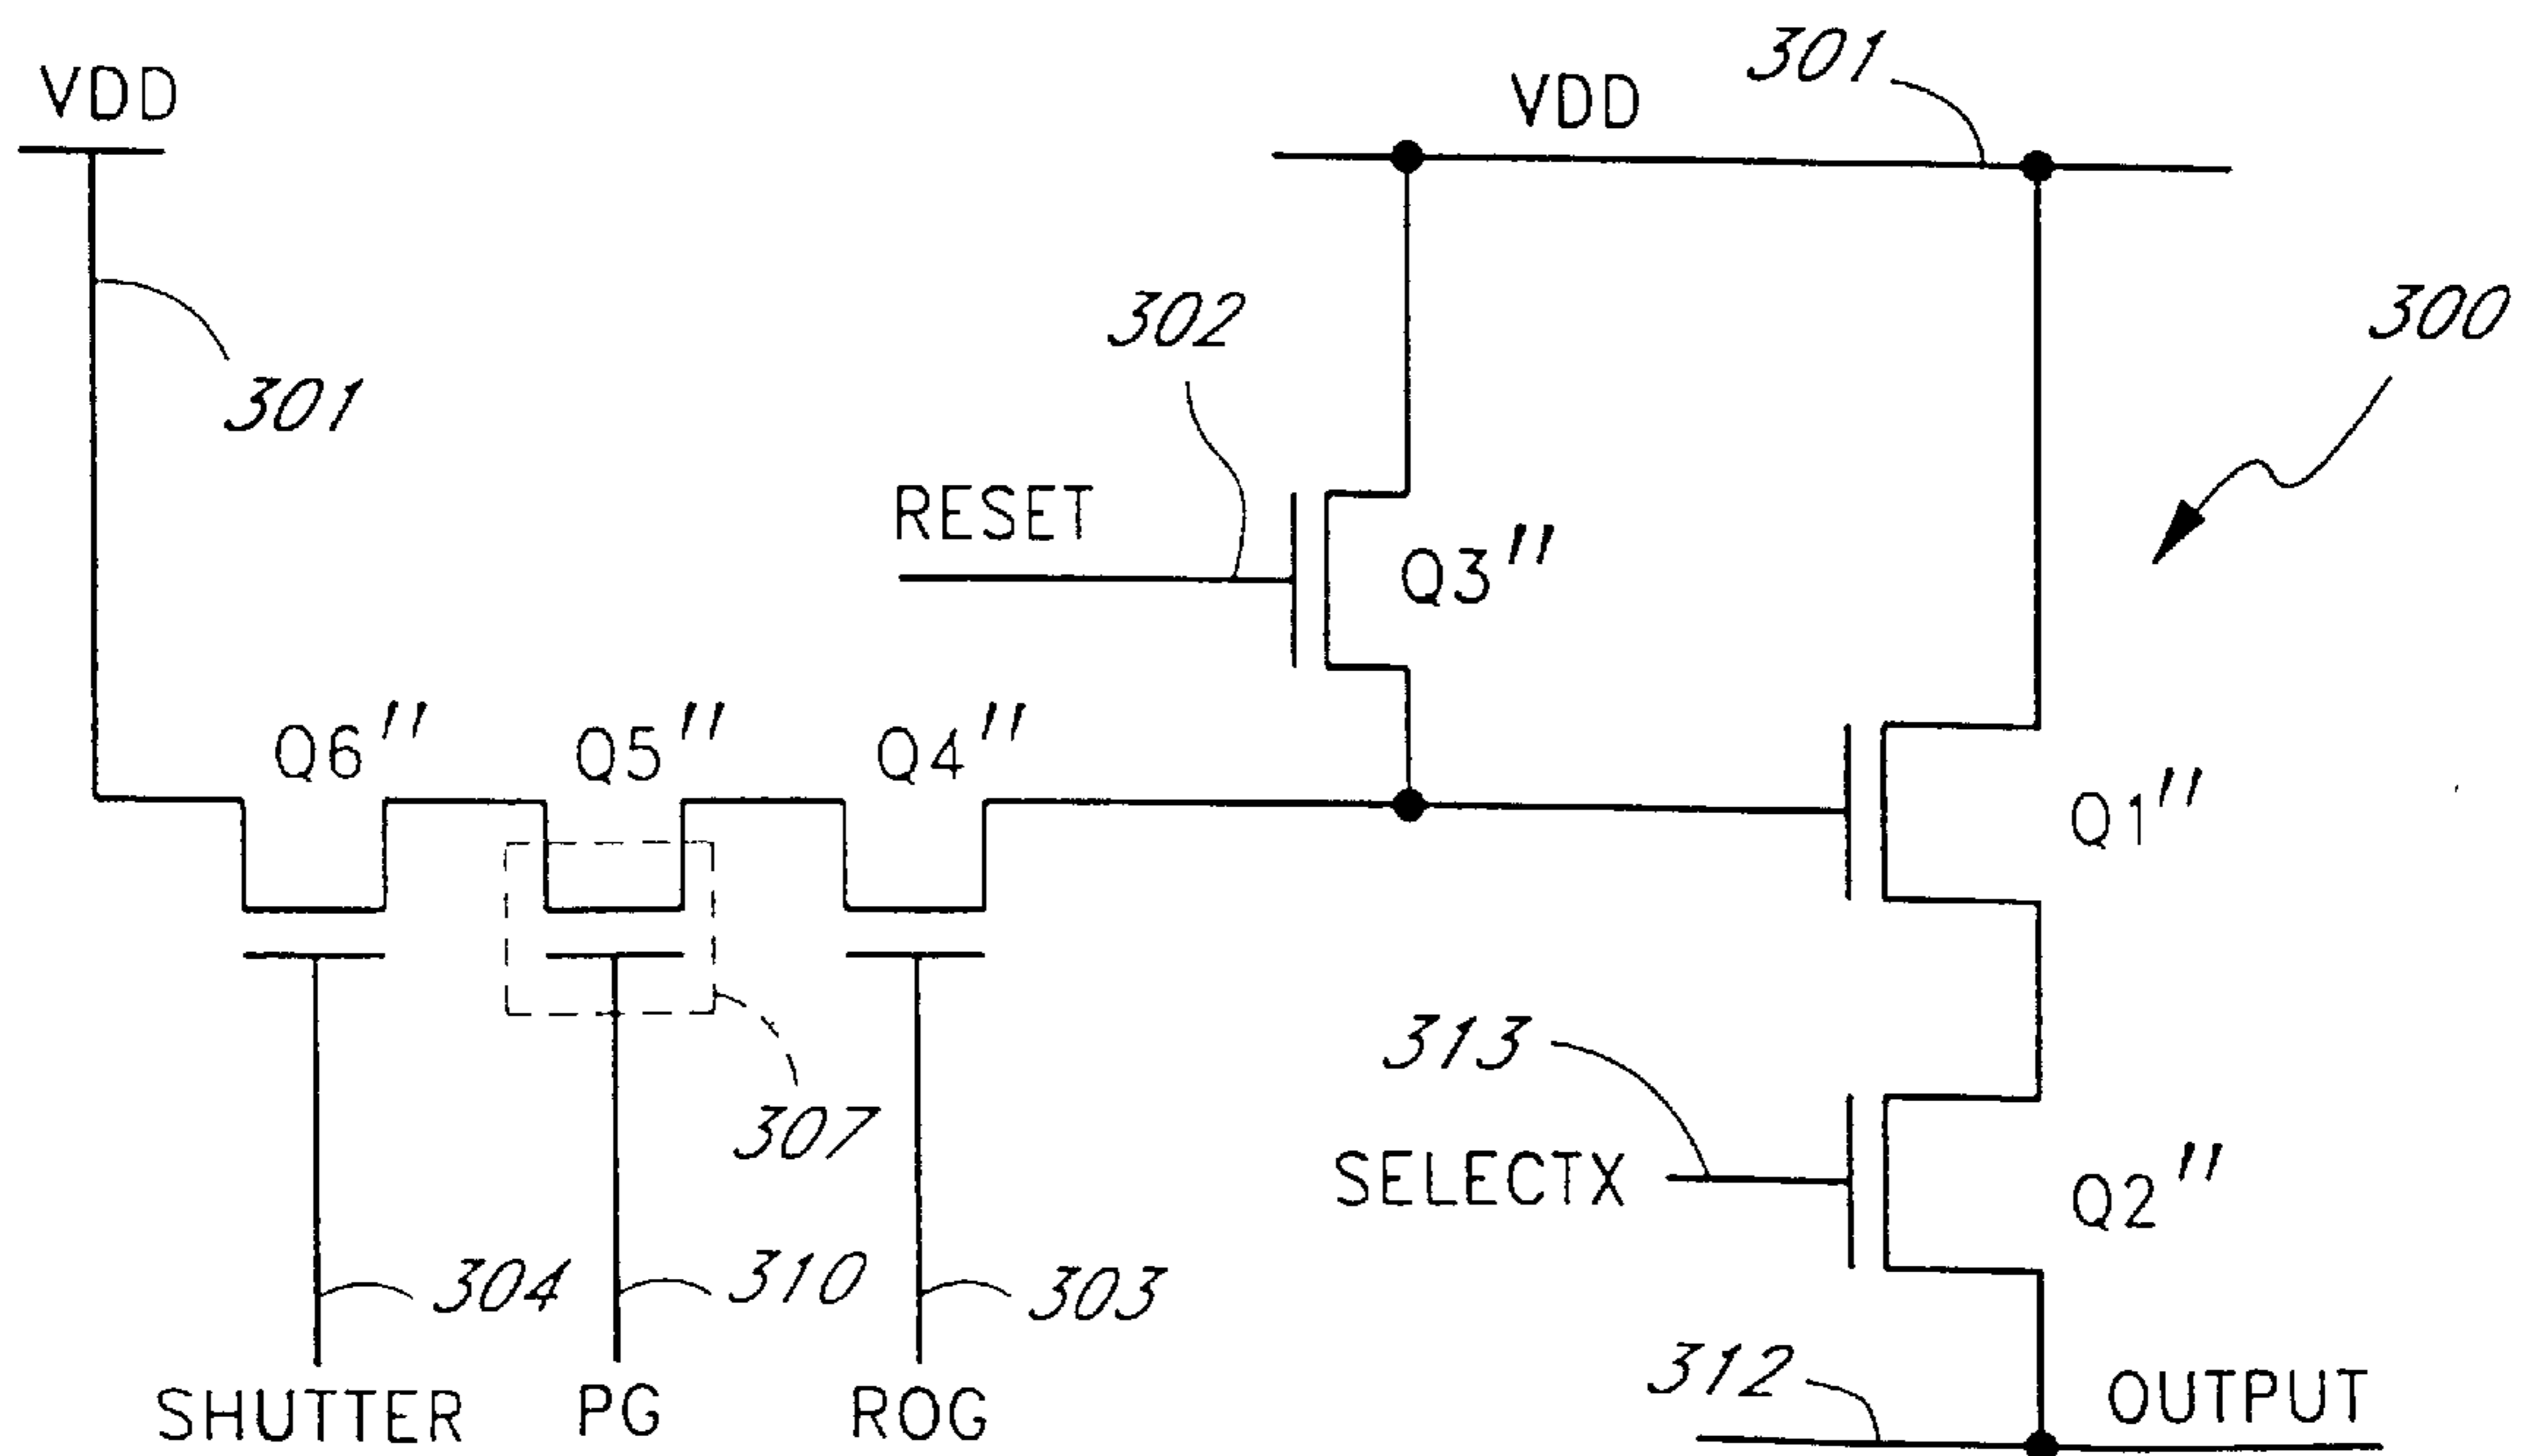 VDD
VDD
301
301
302
300
RESET
Q3"
Q6"
Q5"
Q4"
Q1"
313
307
SELECTX
Q2"
304
310
303
312
SHUTTER
PG
ROG
OUTPUT